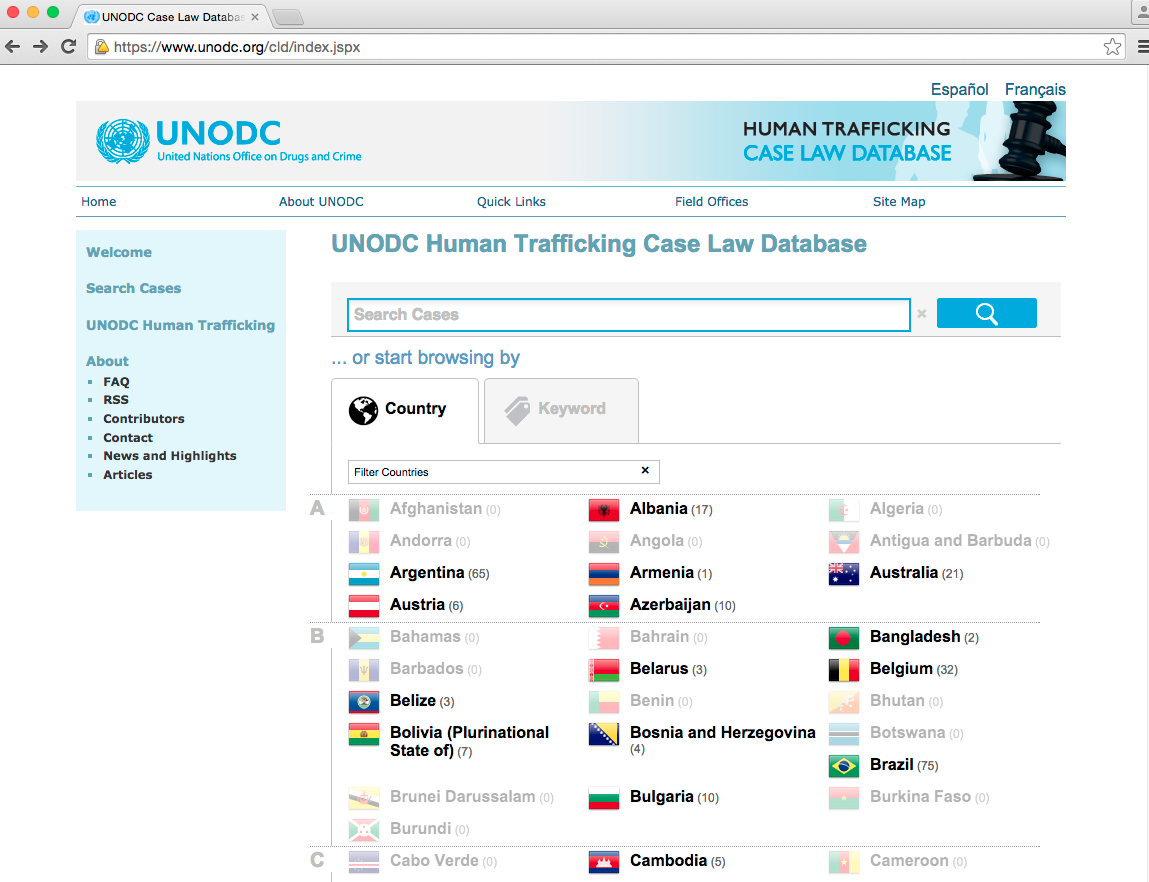 UNODC Case Law Databas
https://www.unodc.org/cld/index.jspx
Español Français
UNODC
United Nations Office on Drugs and Crime
HUMAN TRAFFICKING
CASE LAW DATABASE
Home About UNODC Quick Links Field Offices Site Map
Welcome
Search Cases
UNODC Human Trafficking
About
FAQ
RSS
Contributors
Contact
News and Highlights
Articles
UNODC Human Trafficking Case Law Database
Search Cases
... or start browsing by
Country Keyword
Filter Countries
A Afghanistan (0) Albania (17) Algeria (0)
Andorra (0) Angola (0) Antigua and Barbuda (0)
Argentina (65) Armenia (1) Australia (21)
Austria (6) Azerbaijan (10)
B Bahamas (0) Bahrain (0) Bangladesh (2)
Barbados (0) Belarus (3) Belgium (32)
Belize (3) Benin (0) Bhutan (0)
Bolivia (Plurinational Bosnia and Herzegovina Botswana (0)
State of) (7) (4)
Brazil (75)
Brunei Darussalam (0) Bulgaria (10) Burkina Faso (0)
Burundi (0)
C Cabo Verde (0) Cambodia (5) Cameroon (0)